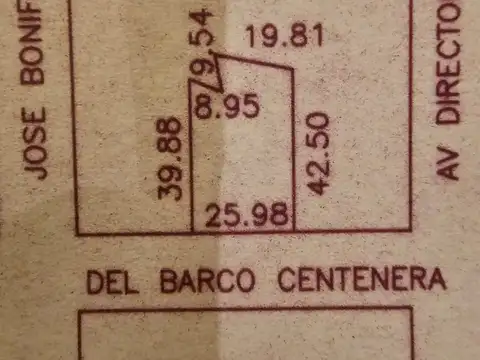 JOSE BONIF
9.54
19.81
8.95
39.88
42.50
25.98
AV DIRECTO
DEL BARCO CENTENERA